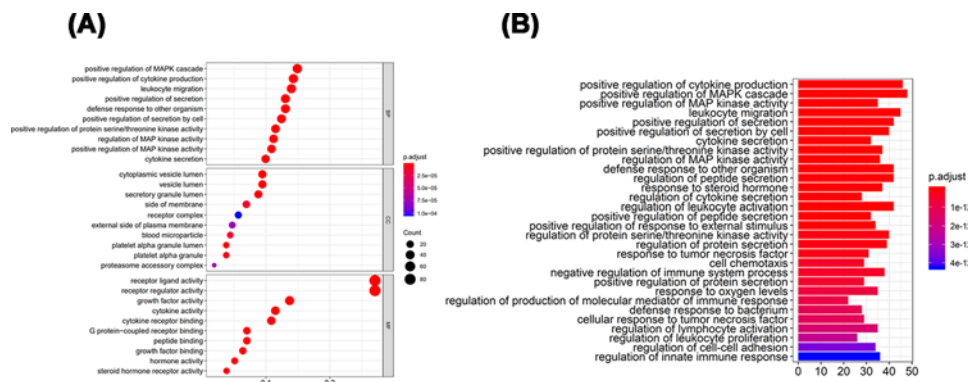 (A)
positive regulation of MAPK cascade
positive regulation of cytokine production
leukocyte migration
positive regulation of secretion
defense response to other organism
positive regulation of secretion by cell
positive regulation of protein serine/threonine kinase activity
regulation of MAP kinase activity
positive regulation of MAP kinase activity
cytokine secretion
BP
cytoplasmic vesicle lumen
vesicle lumen
secretory granule lumen
side of membrane
receptor complex
external side of plasma membrane
blood microparticle
platelet alpha granule lumen
platelet alpha granule
proteasome accessory complex
CC
receptor ligand activity
receptor regulator activity
growth factor activity
cytokine activity
cytokine receptor binding
G protein−coupled receptor binding
peptide binding
growth factor binding
hormone activity
steroid hormone receptor activity
MF
p.adjust
2.5e−05
7.5e−05
1.0e−04
Count
20
40
60
80
(B)
positive regulation of cytokine production
positive regulation of MAPK cascade
positive regulation of MAP kinase activity
leukocyte migration
positive regulation of secretion
positive regulation of secretion by cell
cytokine secretion
positive regulation of protein serine/threonine kinase activity
regulation of MAP kinase activity
defense response to other organism
regulation of peptide secretion
response to steroid hormone
regulation of cytokine secretion
regulation of leukocyte activation
positive regulation of peptide secretion
positive regulation of response to external stimulus
regulation of protein serine/threonine kinase activity
regulation of protein secretion
response to tumor necrosis factor
cell chemotaxis
negative regulation of immune system process
positive regulation of protein secretion
response to oxygen levels
regulation of production of molecular mediator of immune response
defense response to bacterium
cellular response to tumor necrosis factor
regulation of lymphocyte activation
regulation of leukocyte proliferation
regulation of cell−cell adhesion
regulation of innate immune response
0 10 20 30 40 50
p.adjust